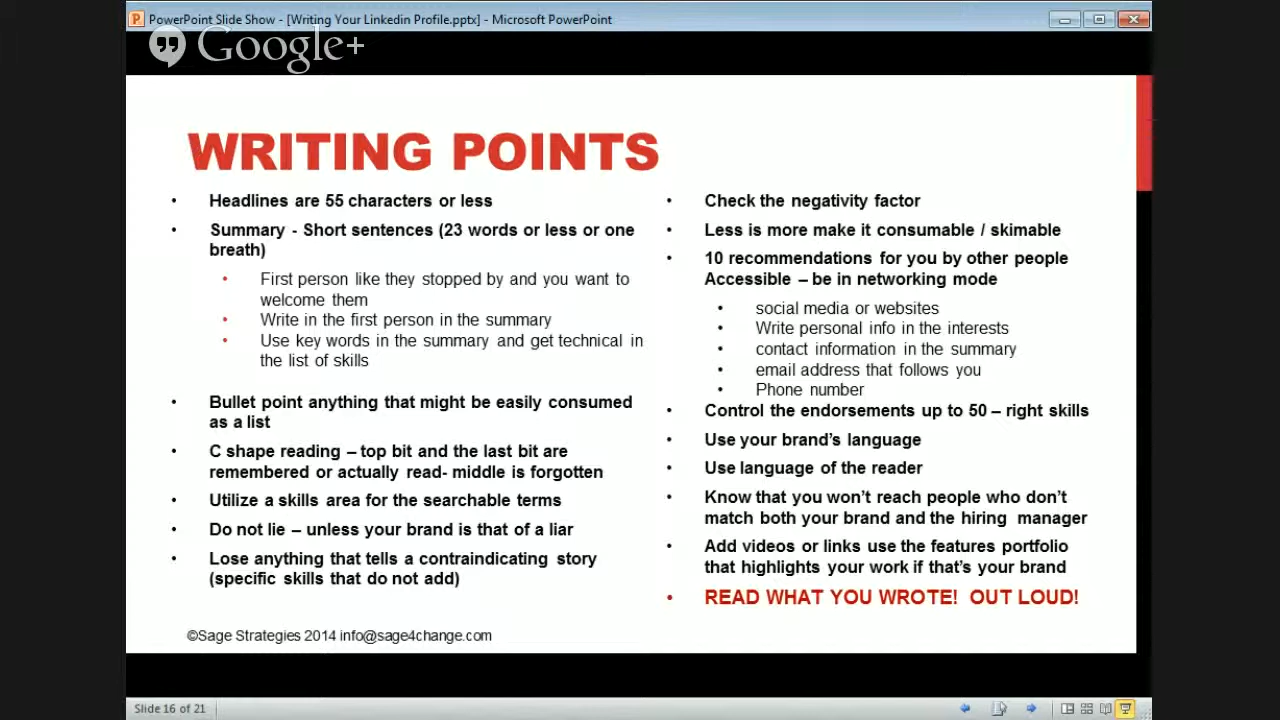 PowerPoint Slide Show - [Writing Your Linkedin Profile.pptx] - Microsoft PowerPoint
Google+
WRITING POINTS
• Headlines are 55 characters or less
• Summary - Short sentences (23 words or less or one
breath)
• First person like they stopped by and you want to
welcome them
• Write in the first person in the summary
• Use key words in the summary and get technical in
the list of skills
• Bullet point anything that might be easily consumed
as a list
• C shape reading – top bit and the last bit are
remembered or actually read- middle is forgotten
• Utilize a skills area for the searchable terms
• Do not lie – unless your brand is that of a liar
• Lose anything that tells a contraindicating story
(specific skills that do not add)
• Check the negativity factor
• Less is more make it consumable / skimable
• 10 recommendations for you by other people
Accessible – be in networking mode
• social media or websites
• Write personal info in the interests
• contact information in the summary
• email address that follows you
• Phone number
• Control the endorsements up to 50 – right skills
• Use your brand's language
• Use language of the reader
• Know that you won't reach people who don't
match both your brand and the hiring manager
• Add videos or links use the features portfolio
that highlights your work if that's your brand
• READ WHAT YOU WROTE! OUT LOUD!
©Sage Strategies 2014 info@sage4change.com
Slide 16 of 21